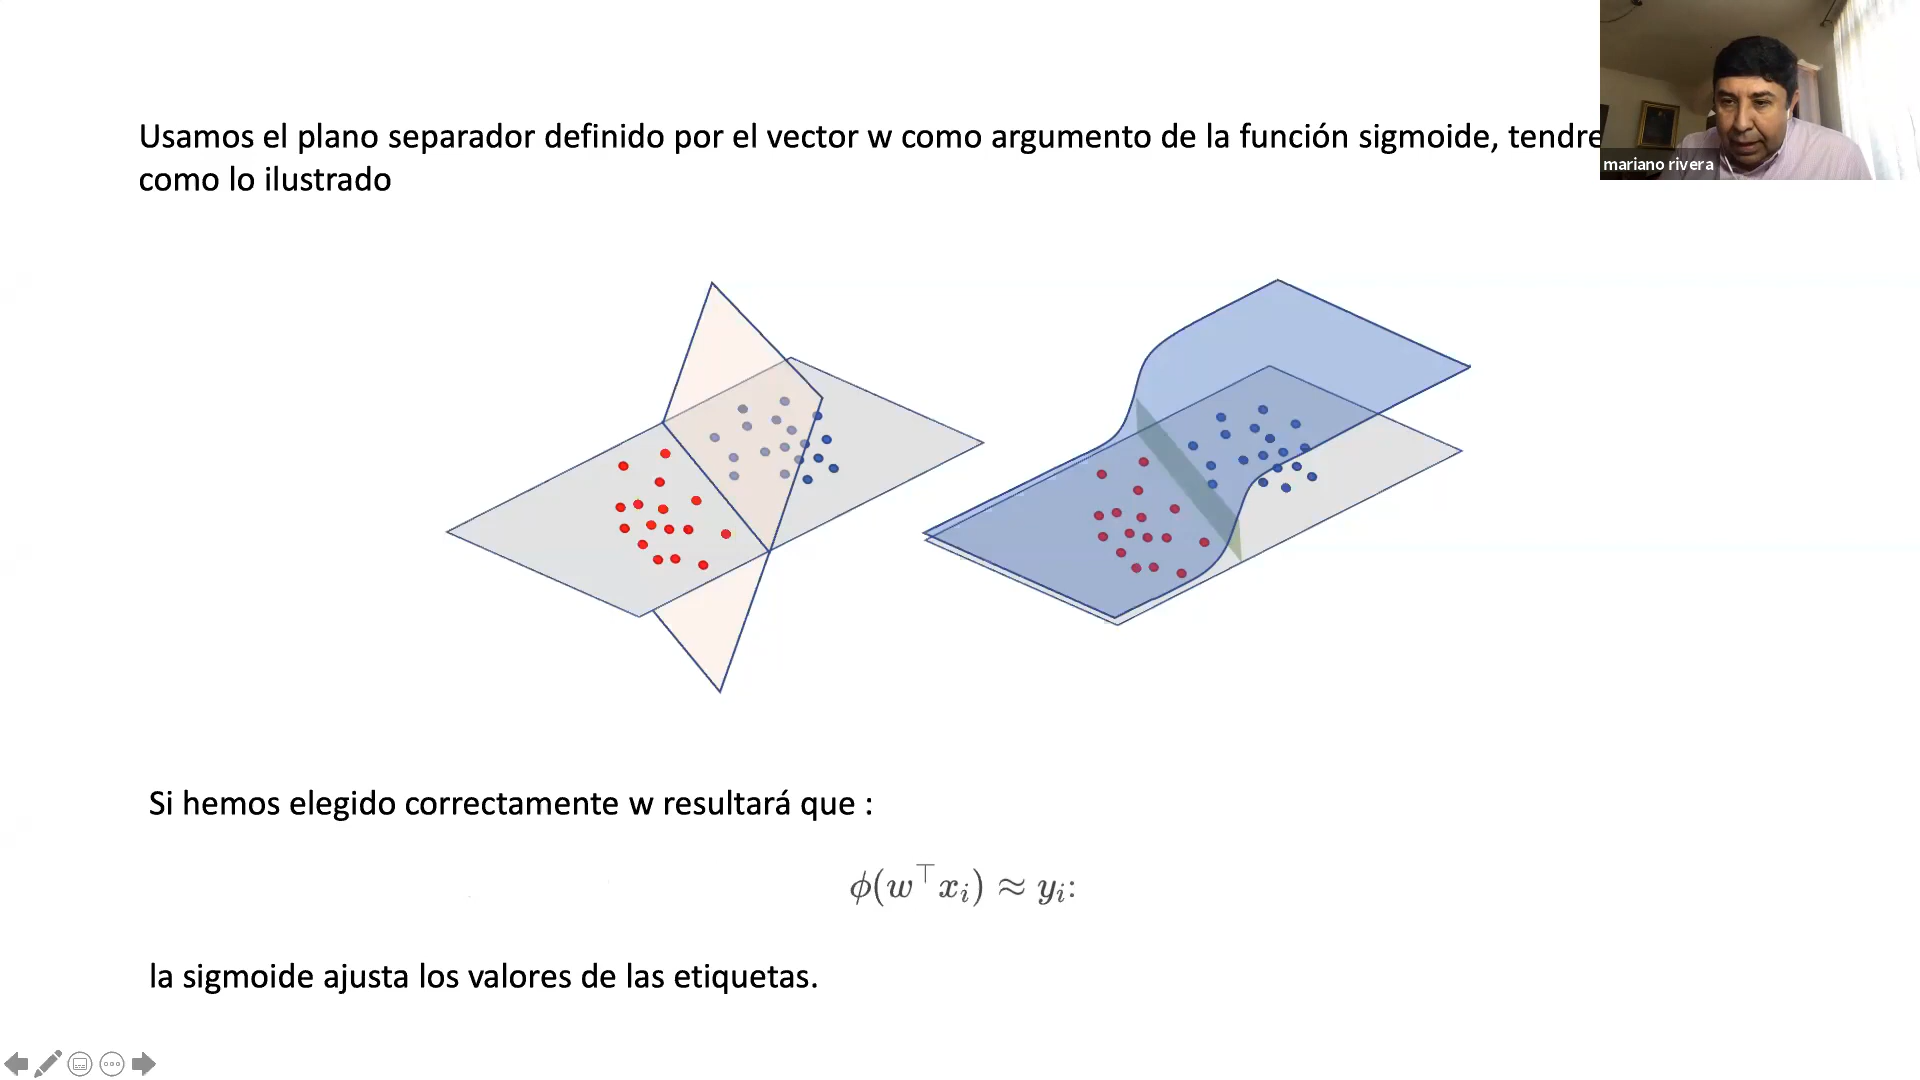 Usamos el plano separador definido por el vector w como argumento de la función sigmoide, tendre
como lo ilustrado
mariano rivera
Si hemos elegido correctamente w resultará que :
ϕ(w⊤xᵢ) ≈ yᵢ:
la sigmoide ajusta los valores de las etiquetas.